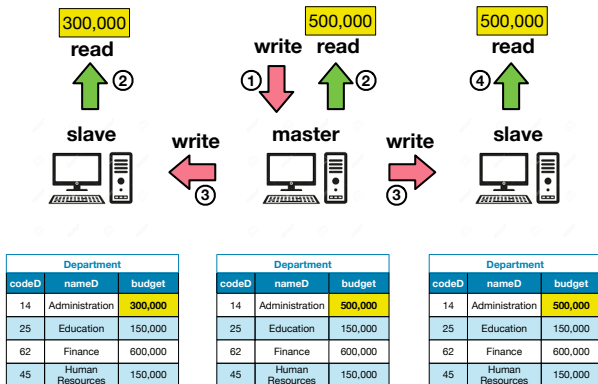 300,000
500,000
500,000
read
write read
read
②
①
②
④
slave
write
master
write
slave
③
③
Department
codeD nameD budget
14 Administration 300,000
25 Education 150,000
62 Finance 600,000
45 Human Resources 150,000
Department
codeD nameD budget
14 Administration 500,000
25 Education 150,000
62 Finance 600,000
45 Human Resources 150,000
Department
codeD nameD budget
14 Administration 500,000
25 Education 150,000
62 Finance 600,000
45 Human Resources 150,000